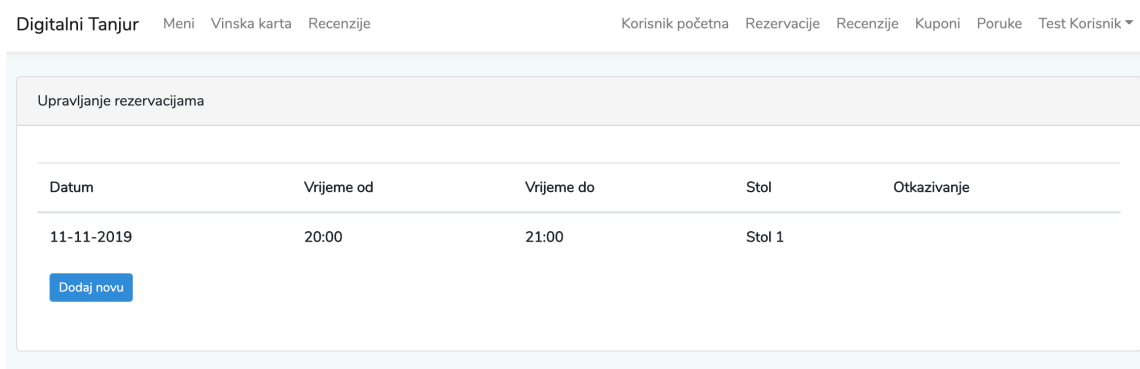 Digitalni Tanjur Meni Vinska karta Recenzije Korisnik početna Rezervacije Recenzije Kuponi Poruke Test Korisnik
Upravljanje rezervacijama
Datum Vrijeme od Vrijeme do Stol Otkazivanje
11-11-2019 20:00 21:00 Stol 1
Dodaj novu